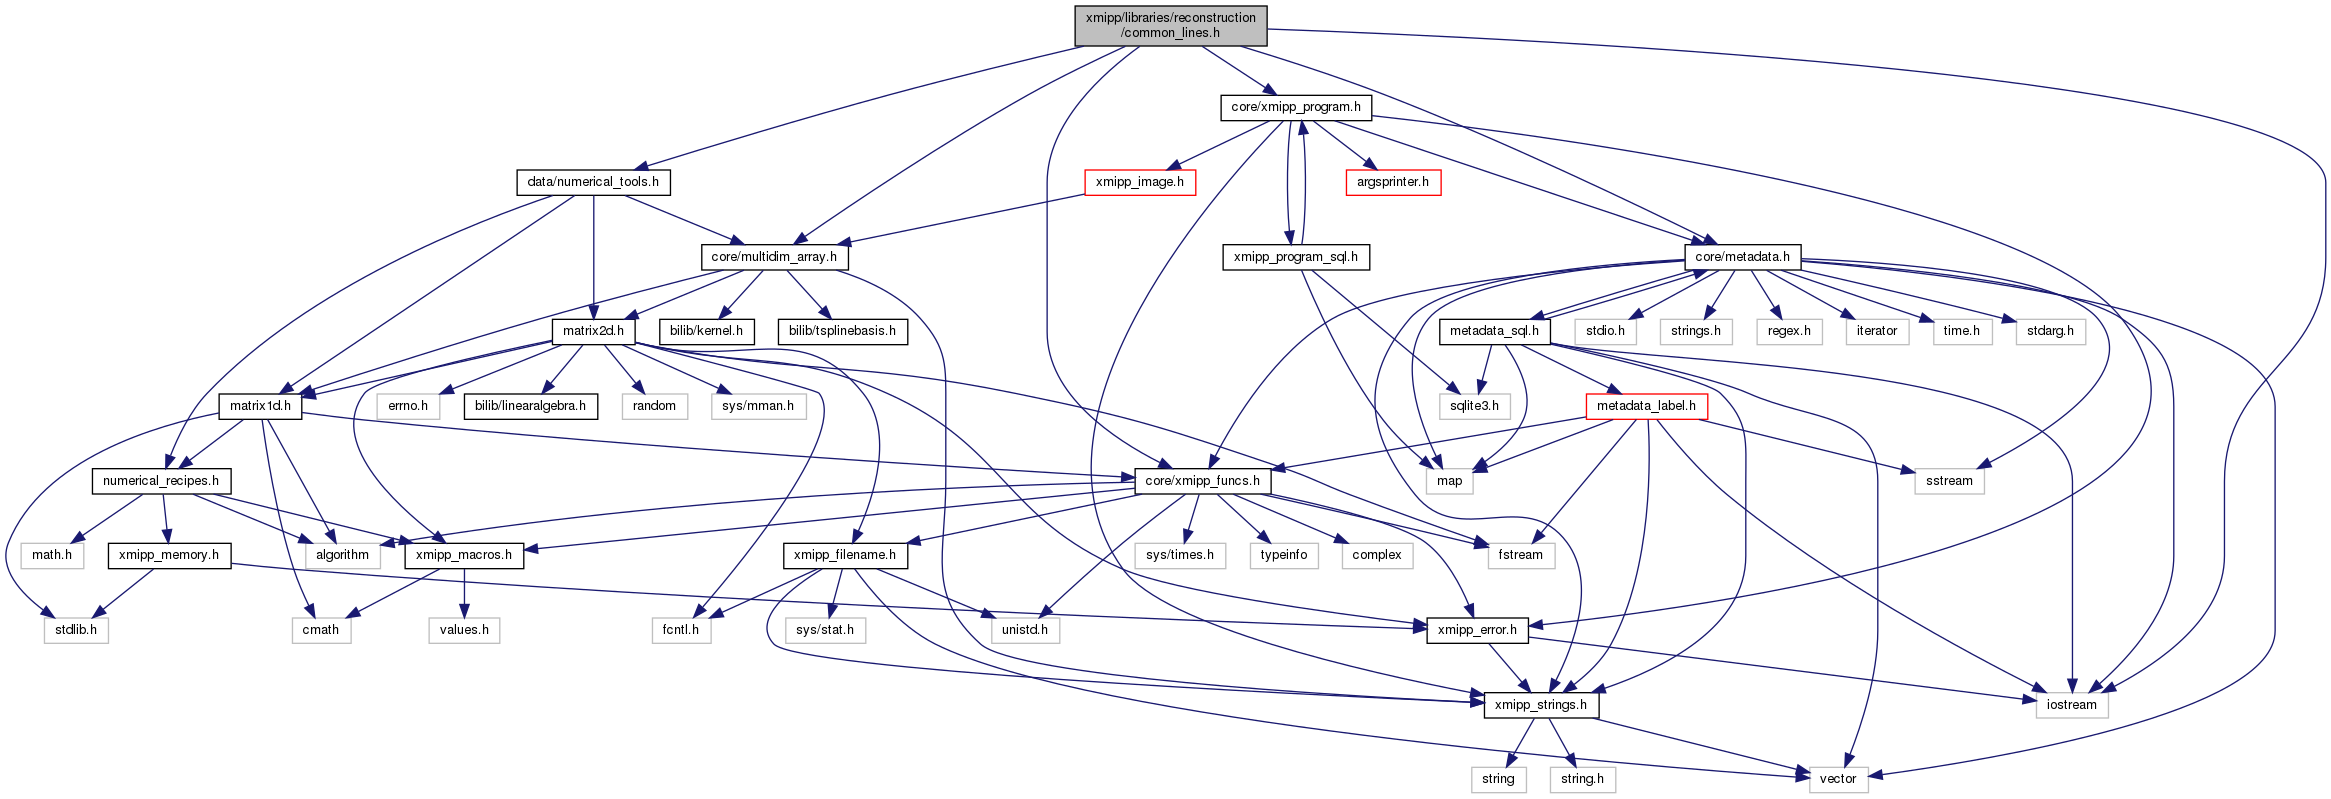 xmipp/libraries/reconstruction
/common_lines.h
core/xmipp_program.h
data/numerical_tools.h
xmipp_image.h
argsprinter.h
core/multidim_array.h
xmipp_program_sql.h
core/metadata.h
matrix2d.h
bilib/kernel.h
bilib/tsplinebasis.h
metadata_sql.h
stdio.h
strings.h
regex.h
iterator
time.h
stdarg.h
matrix1d.h
errno.h
bilib/linearalgebra.h
random
sys/mman.h
sqlite3.h
metadata_label.h
numerical_recipes.h
core/xmipp_funcs.h
map
sstream
math.h
xmipp_memory.h
algorithm
xmipp_macros.h
xmipp_filename.h
sys/times.h
typeinfo
complex
fstream
stdlib.h
cmath
values.h
fcntl.h
sys/stat.h
unistd.h
xmipp_error.h
xmipp_strings.h
iostream
string
string.h
vector